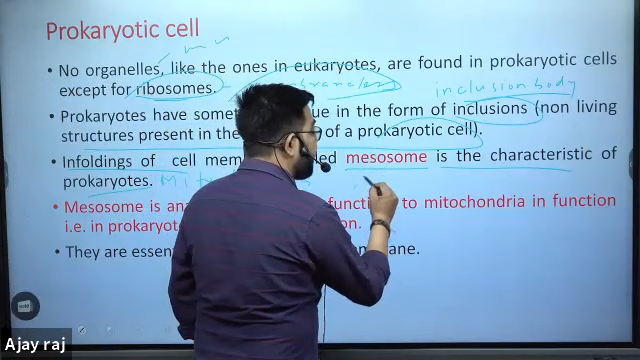 Prokaryotic cell
• No organelles, like the ones in eukaryotes, are found in prokaryotic cells
except for ribosomes.
inclusion body
• Prokaryotes have some ue in the form of inclusions (non living
structures present in the of a prokaryotic cell).
• Infoldings of cell mem led mesosome is the characteristic of
prokaryotes.
• Mesosome is ana function to mitochondria in function
i.e. in prokaryot ion.
• They are essen mbrane.
Ajay raj